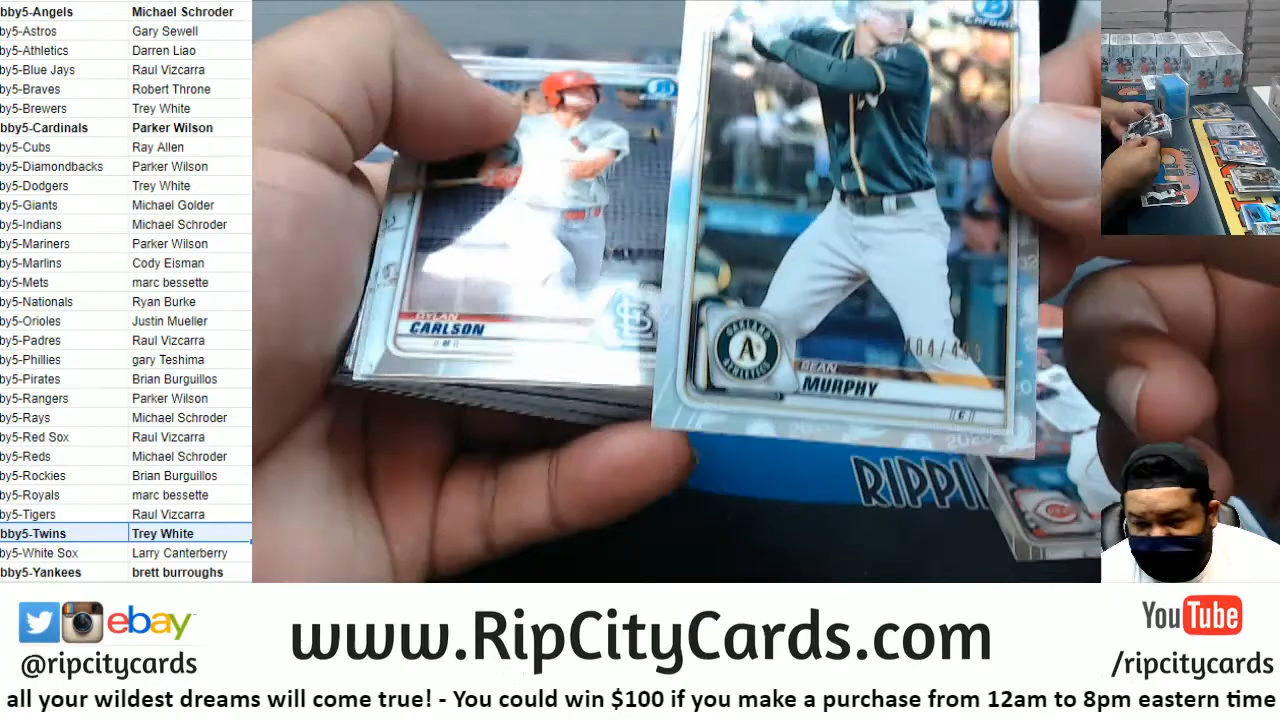 bby5-Angels Michael Schroder
by5-Astros Gary Sewell
by5-Athletics Darren Liao
by5-Blue Jays Raul Vizcarra
by5-Braves Robert Throne
by5-Brewers Trey White
bby5-Cardinals Parker Wilson
by5-Cubs Ray Allen
by5-Diamondbacks Parker Wilson
by5-Dodgers Trey White
by5-Giants Michael Golder
by5-Indians Michael Schroder
by5-Mariners Parker Wilson
by5-Marlins Cody Eisman
by5-Mets marc bessette
by5-Nationals Ryan Burke
by5-Orioles Justin Mueller
by5-Padres Raul Vizcarra
by5-Phillies gary Teshima
by5-Pirates Brian Burguillos
by5-Rangers Parker Wilson
by5-Rays Michael Schroder
by5-Red Sox Raul Vizcarra
by5-Reds Michael Schroder
by5-Rockies Brian Burguillos
by5-Royals marc bessette
by5-Tigers Raul Vizcarra
bby5-Twins Trey White
by5-White Sox Larry Canterbery
bby5-Yankees brett burroughs
Chrome
DYLAN
CARLSON
OAKLAND
A's
ATHLETICS
SEAN
MURPHY
C
RIPPI
ebay
@ripcitycards
www.RipCityCards.com
YouTube
/ripcitycards
all your wildest dreams will come true! - You could win $100 if you make a purchase from 12am to 8pm eastern time